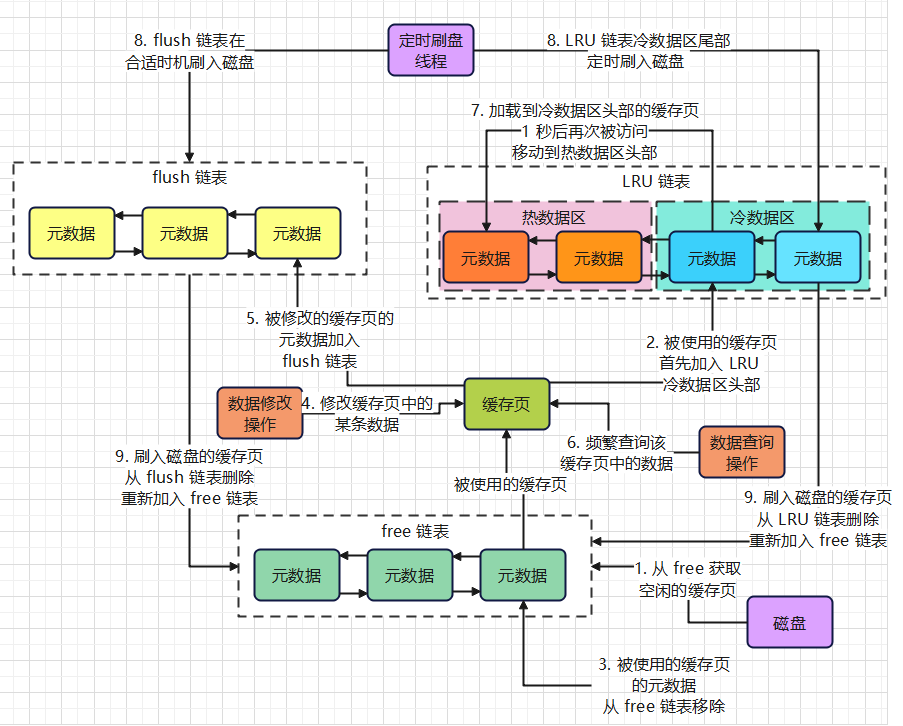 8. flush 链表在
合适时机刷入磁盘
定时刷盘
线程
8. LRU 链表冷数据区尾部
定时刷入磁盘
7. 加载到冷数据区头部的缓存页
1 秒后再次被访问
移动到热数据区头部
flush 链表
元数据
元数据
元数据
LRU 链表
热数据区
冷数据区
元数据
元数据
元数据
元数据
5. 被修改的缓存页的
元数据加入
flush 链表
2. 被使用的缓存页
首先加入 LRU
冷数据区头部
数据修改
操作
4. 修改缓存页中的
某条数据
缓存页
6. 频繁查询该
缓存页中的数据
数据查询
操作
9. 刷入磁盘的缓存页
从 flush 链表删除
重新加入 free 链表
被使用的缓存页
9. 刷入磁盘的缓存页
从 LRU 链表删除
重新加入 free 链表
free 链表
元数据
元数据
元数据
1. 从 free 获取
空闲的缓存页
磁盘
3. 被使用的缓存页
的元数据
从 free 链表移除